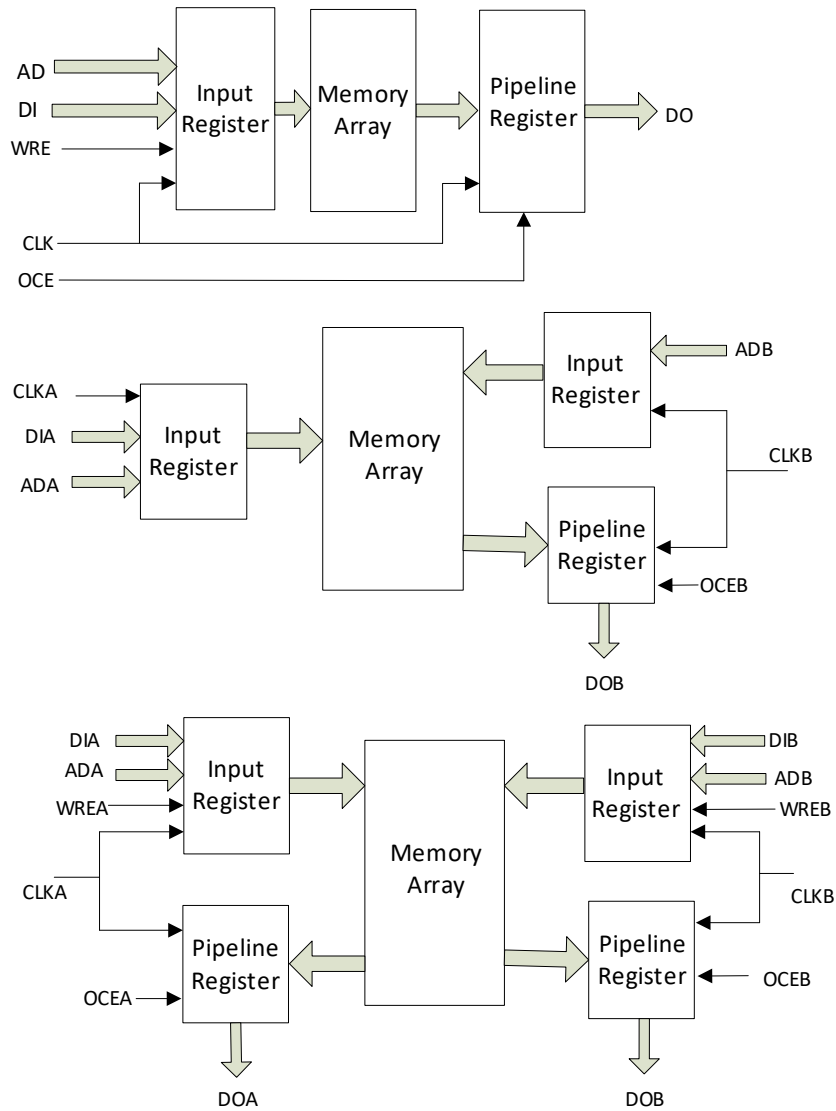 AD
DI
WRE
CLK
OCE
Input
Register
Memory
Array
Pipeline
Register
DO
CLKA
DIA
ADA
Input
Register
Memory
Array
Input
Register
ADB
CLKB
Pipeline
Register
OCEB
DOB
DIA
ADA
WREA
CLKA
OCEA
Input
Register
Pipeline
Register
DOA
Memory
Array
Input
Register
DIB
ADB
WREB
CLKB
Pipeline
Register
OCEB
DOB